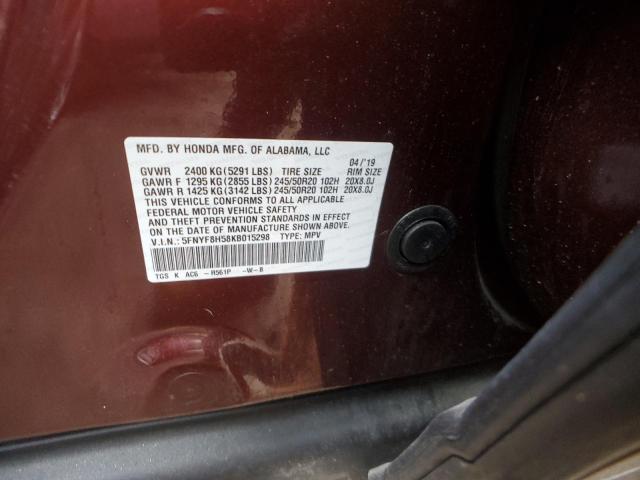 MFD. BY HONDA MFG. OF ALABAMA, LLC 04/'19
GVWR 2400 KG (5291 LBS) TIRE SIZE RIM SIZE
GAWR F 1295 KG (2855 LBS) 245/50R20 102H 20X8.0J
GAWR R 1425 KG (3142 LBS) 245/50R20 102H 20X8.0J
THIS VEHICLE CONFORMS TO ALL APPLICABLE
FEDERAL MOTOR VEHICLE SAFETY
AND THEFT PREVENTION STANDARDS IN EFFECT
ON THE DATE OF MANUFACTURE SHOWN ABOVE.
V.I.N.: 5FNYF8H58KB015298 TYPE: MPV
TGS K AC6 -R561P -W-B